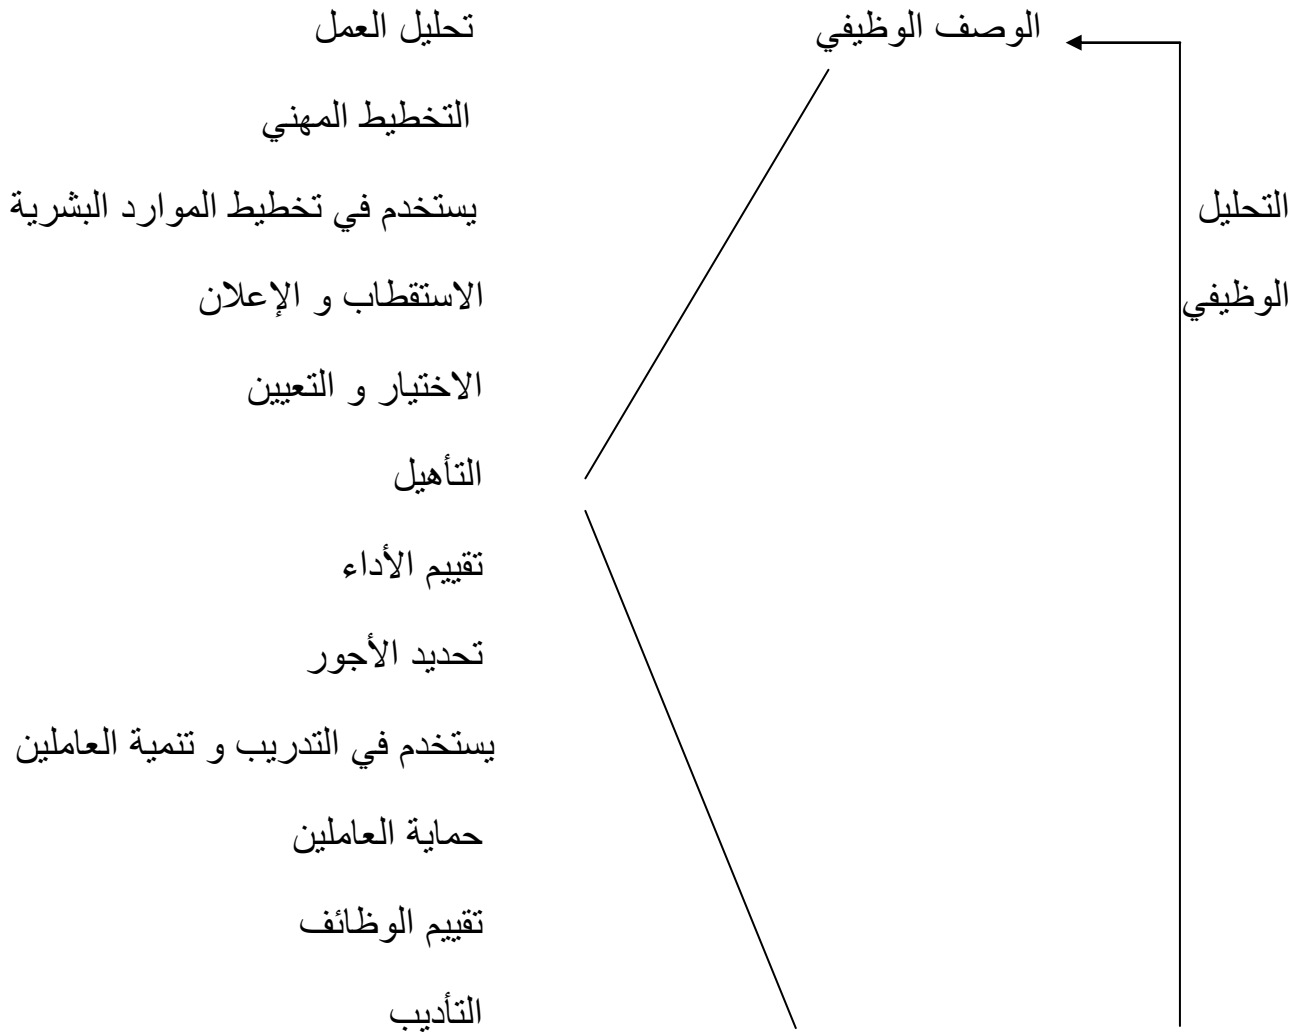 الوصف الوظيفي
تحليل العمل
التخطيط المهني
التحليل
يستخدم في تخطيط الموارد البشرية
الوظيفي
الاستقطاب و الإعلان
الاختيار و التعيين
التأهيل
تقييم الأداء
تحديد الأجور
يستخدم في التدريب و تنمية العاملين
حماية العاملين
تقييم الوظائف
التأديب